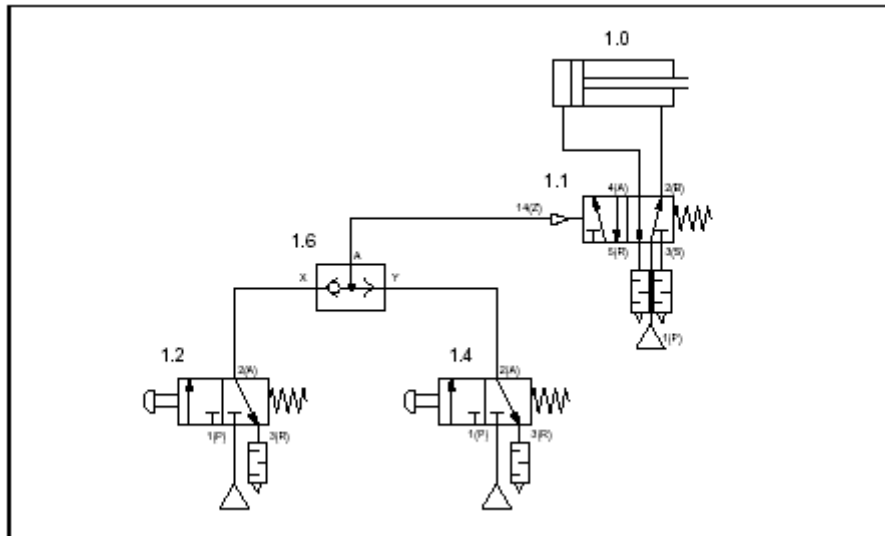 1.0
4(A) 2(B)
1.1
14(Z)
5(R) 3(S)
1(P)
1.6
A
X Y
1.2
2(A)
1(P) 3(R)
1.4
2(A)
1(P) 3(R)